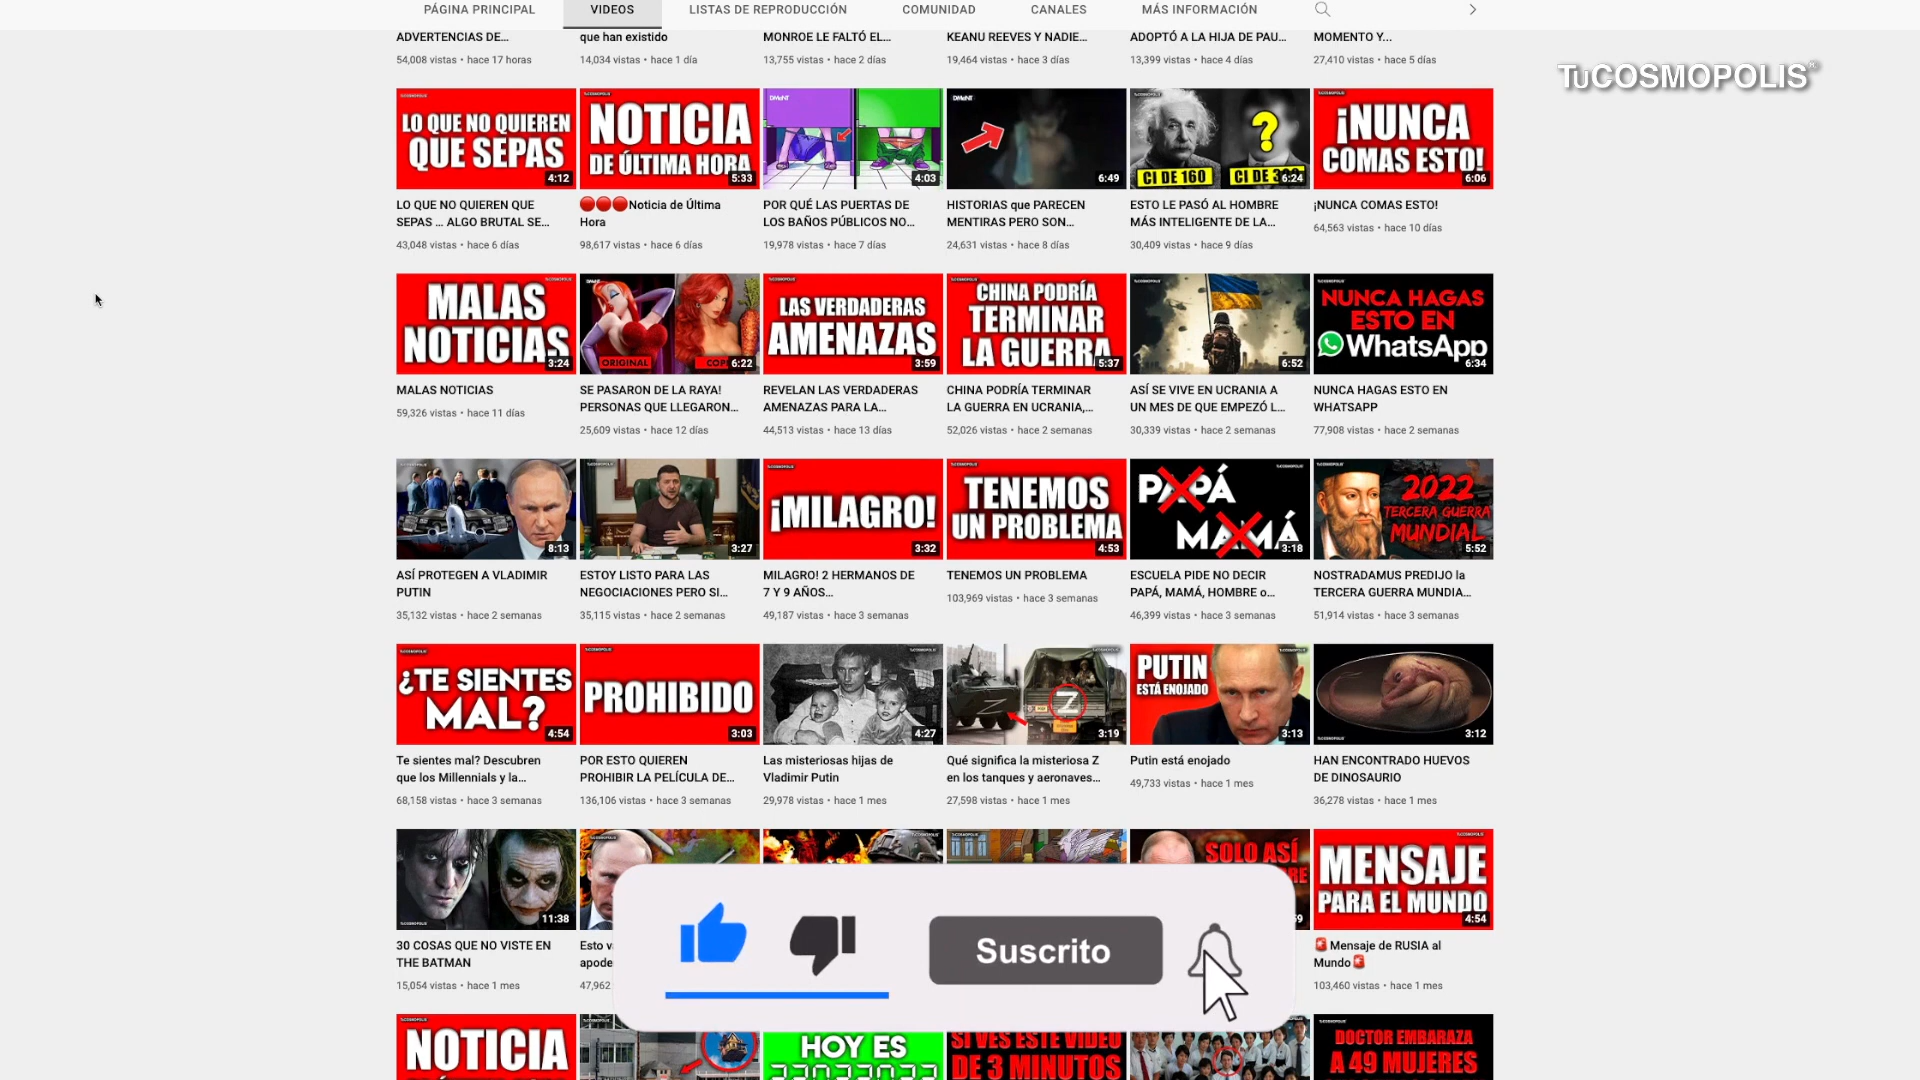 PÁGINA PRINCIPAL
VIDEOS
LISTAS DE REPRODUCCIÓN
COMUNIDAD
CANALES
MÁS INFORMACIÓN
ADVERTENCIAS DE...
que han existido
MONROE LE FALTÓ EL...
KEANU REEVES Y NADIE...
ADOPTÓ A LA HIJA DE PAU...
MOMENTO Y...
54,008 vistas • hace 17 horas
14,034 vistas • hace 1 día
13,755 vistas • hace 2 días
19,464 vistas • hace 3 días
13,399 vistas • hace 4 días
27,410 vistas • hace 5 días
TuCOSMOPOLIS
LO QUE NO QUIEREN
QUE SEPAS
4:12
NOTICIA
DE ÚLTIMA HORA
5:33
4:03
6:49
CI DE 160
?
CI DE
6:24
¡NUNCA
COMAS ESTO!
6:06
LO QUE NO QUIEREN QUE
SEPAS ... ALGO BRUTAL SE...
43,048 vistas • hace 6 días
Noticia de Última
Hora
98,617 vistas • hace 6 días
POR QUÉ LAS PUERTAS DE
LOS BAÑOS PÚBLICOS NO...
19,978 vistas • hace 7 días
HISTORIAS que PARECEN
MENTIRAS PERO SON...
24,631 vistas • hace 8 días
ESTO LE PASÓ AL HOMBRE
MÁS INTELIGENTE DE LA...
30,409 vistas • hace 9 días
¡NUNCA COMAS ESTO!
64,563 vistas • hace 10 días
MALAS
NOTICIAS
3:24
ORIGINAL
COP
6:22
LAS VERDADERAS
AMENAZAS
3:59
CHINA PODRÍA
TERMINAR
LA GUERRA
5:37
6:52
NUNCA HAGAS
ESTO EN
WhatsApp
6:34
MALAS NOTICIAS
59,326 vistas • hace 11 días
SE PASARON DE LA RAYA!
PERSONAS QUE LLEGARON...
25,609 vistas • hace 12 días
REVELAN LAS VERDADERAS
AMENAZAS PARA LA...
44,513 vistas • hace 13 días
CHINA PODRÍA TERMINAR
LA GUERRA EN UCRANIA,...
52,026 vistas • hace 2 semanas
ASÍ SE VIVE EN UCRANIA A
UN MES DE QUE EMPEZÓ L...
30,339 vistas • hace 2 semanas
NUNCA HAGAS ESTO EN
WHATSAPP
77,908 vistas • hace 2 semanas
8:13
3:27
¡MILAGRO!
3:32
TENEMOS
UN PROBLEMA
4:53
PAPÁ
MAMÁ
3:18
2022
TERCERA GUERRA
MUNDIAL
5:52
ASÍ PROTEGEN A VLADIMIR
PUTIN
35,132 vistas • hace 2 semanas
ESTOY LISTO PARA LAS
NEGOCIACIONES PERO SI...
35,115 vistas • hace 2 semanas
MILAGRO! 2 HERMANOS DE
7 Y 9 AÑOS...
49,187 vistas • hace 3 semanas
TENEMOS UN PROBLEMA
103,969 vistas • hace 3 semanas
ESCUELA PIDE NO DECIR
PAPÁ, MAMÁ, HOMBRE o...
46,399 vistas • hace 3 semanas
NOSTRADAMUS PREDIJO la
TERCERA GUERRA MUNDIA...
51,914 vistas • hace 3 semanas
¿TE SIENTES
MAL?
4:54
PROHIBIDO
3:03
4:27
Z
Z
3:19
PUTIN
ESTÁ ENOJADO
3:13
3:12
Te sientes mal? Descubren
que los Millennials y la...
68,158 vistas • hace 3 semanas
POR ESTO QUIEREN
PROHIBIR LA PELÍCULA DE...
136,106 vistas • hace 3 semanas
Las misteriosas hijas de
Vladimir Putin
29,978 vistas • hace 1 mes
Qué significa la misteriosa Z
en los tanques y aeronaves...
27,598 vistas • hace 1 mes
Putin está enojado
49,733 vistas • hace 1 mes
HAN ENCONTRADO HUEVOS
DE DINOSAURIO
36,278 vistas • hace 1 mes
11:38
SOLO ASÍ
MENSAJE
PARA EL MUNDO
4:54
30 COSAS QUE NO VISTE EN
THE BATMAN
15,054 vistas • hace 1 mes
Esto v
apode
47,962
Mensaje de RUSIA al
Mundo
103,460 vistas • hace 1 mes
Suscrito
NOTICIA
HOY ES
SI VES ESTE VIDEO
DE 3 MINUTOS
DOCTOR EMBARAZA
A 49 MUJERES